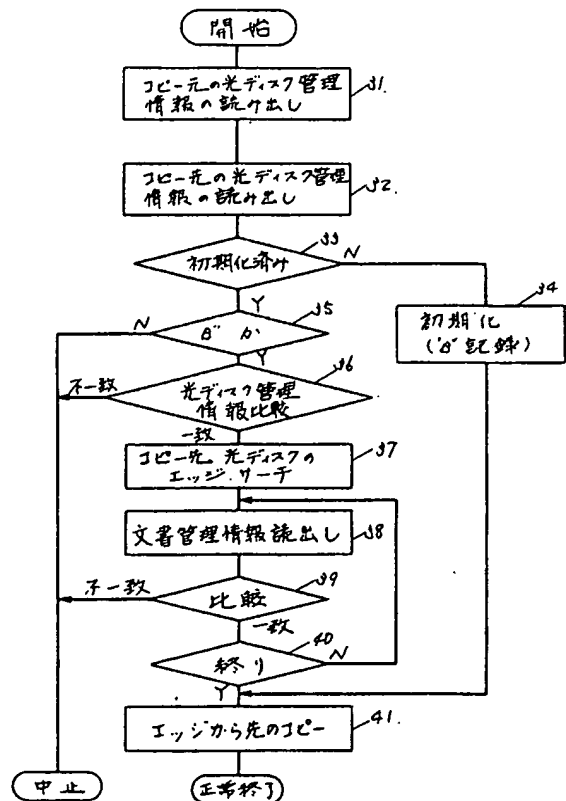 開始
コピー元の光ディスク管理
情報の読み出し
31
コピー先の光ディスク管理
情報の読み出し
32
33
初期化済み
N
Y
34
初期化
("B"記録)
35
N
"B"か
Y
36
不一致
光ディスク管理
情報比較
一致
コピー先光ディスクの
エッジ・サーチ
37
文書管理情報読出し
38
39
不一致
比較
一致
40
終り
N
Y
エッジから先のコピー
41
中止
正常終了